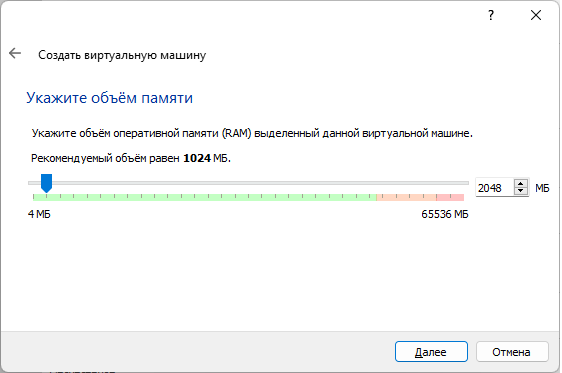 ?
Создать виртуальную машину
Укажите объём памяти
Укажите объём оперативной памяти (RAM) выделенный данной виртуальной машине.
Рекомендуемый объём равен 1024 МБ.
2048 МБ
4 МБ 65536 МБ
Далее Отмена